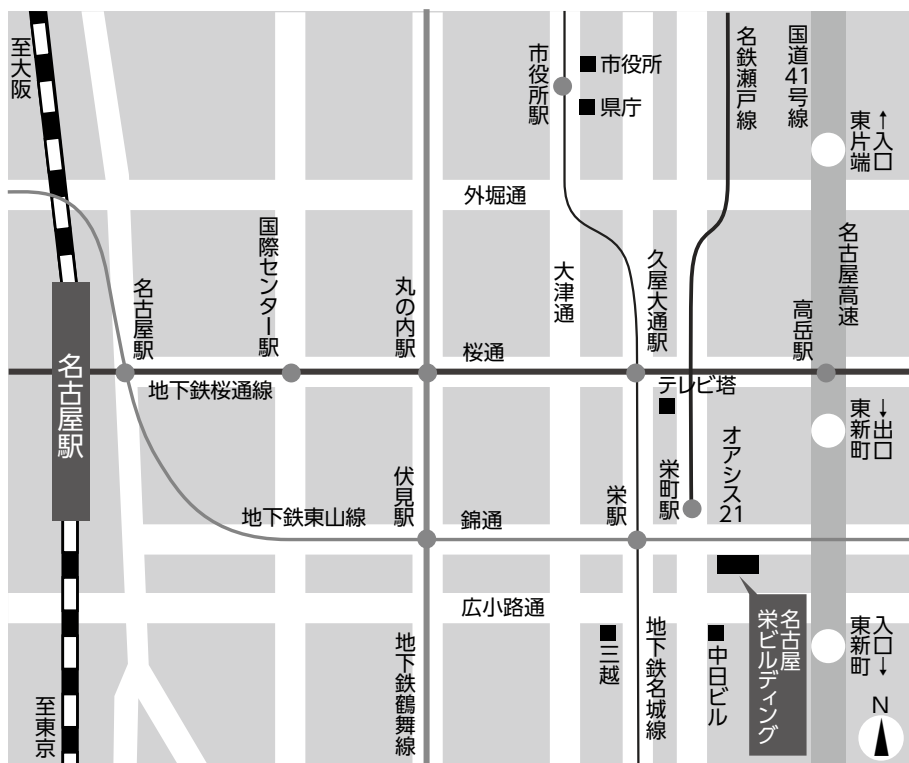 至大阪
市役所駅
市役所
県庁
名鉄瀬戸線
国道41号線
↑入口
東片端
外堀通
国際センター駅
名古屋駅
丸の内駅
大津通
久屋大通駅
名古屋高速
高岳駅
桜通
地下鉄桜通線
テレビ塔
名古屋駅
オアシス21
↓出口
東新町
伏見駅
栄駅
栄町駅
地下鉄東山線
錦通
広小路通
地下鉄鶴舞線
三越
地下鉄名城線
中日ビル
名古屋
栄ビルディング
入口↓
東新町
至東京
N